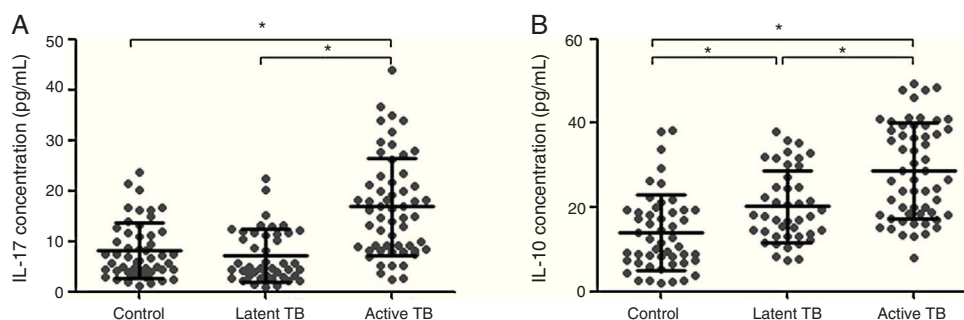 A
IL-17 concentration (pg/mL)
50
40
30
20
10
0
*
*
Control
Latent TB
Active TB
B
IL-10 concentration (pg/mL)
60
40
20
0
*
*
*
Control
Latent TB
Active TB